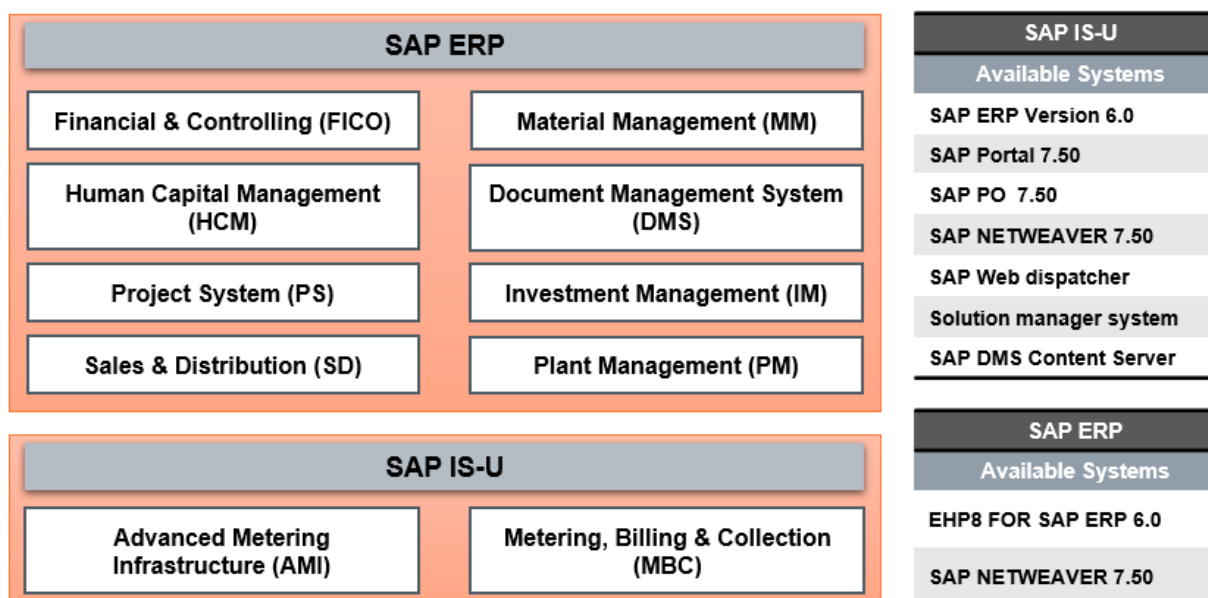 SAP ERP
Financial & Controlling (FICO)
Material Management (MM)
Human Capital Management
(HCM)
Document Management System
(DMS)
Project System (PS)
Investment Management (IM)
Sales & Distribution (SD)
Plant Management (PM)
SAP IS-U
Advanced Metering
Infrastructure (AMI)
Metering, Billing & Collection
(MBC)
SAP IS-U
Available Systems
SAP ERP Version 6.0
SAP Portal 7.50
SAP PO 7.50
SAP NETWEAVER 7.50
SAP Web dispatcher
Solution manager system
SAP DMS Content Server
SAP ERP
Available Systems
EHP8 FOR SAP ERP 6.0
SAP NETWEAVER 7.50